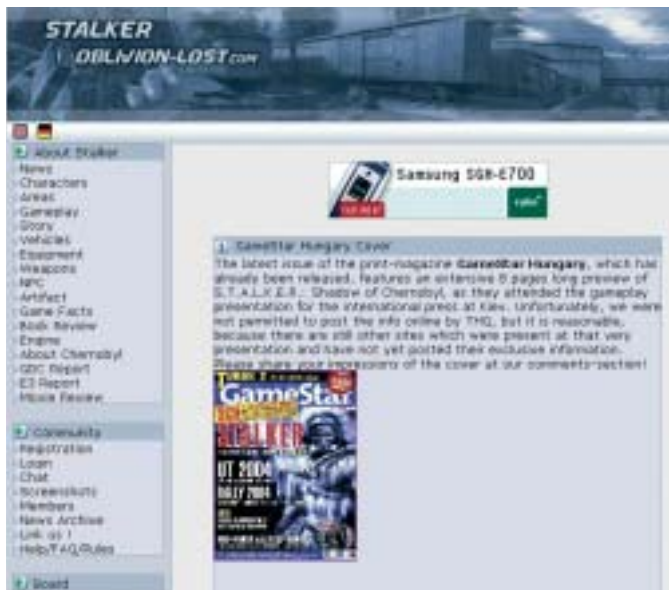 STALKER
OBLIVION-LOST.COM
About Stalker
News
Characters
Areas
Gameplay
Story
Vehicles
Equipment
Weapons
NPC
Artifact
Game Facts
Book Review
Engine
About Chernobyl
GDC Report
E3 Report
Movie Review
Community
Registration
Login
Chat
Screenshots
Members
News Archive
Link us !
Help/FAQ/Rules
Board
Samsung SGH-E700
GameStar Hungary Cover
The latest issue of the print-magazine GameStar Hungary, which has
already been released, features an extensive 8 pages long preview of
S.T.A.L.K.E.R.: Shadow of Chernobyl, as they attended the gameplay
presentation for the international press at Kiev. Unfortunately, we were
not permitted to post the info online by THQ, but it is reasonable,
because there are still other sites which were present at that very
presentation and have not yet posted their exclusive information.
Please share your impressions of the cover at our comments-section!
GameStar
STALKER
UT 2004
RALLY 2004